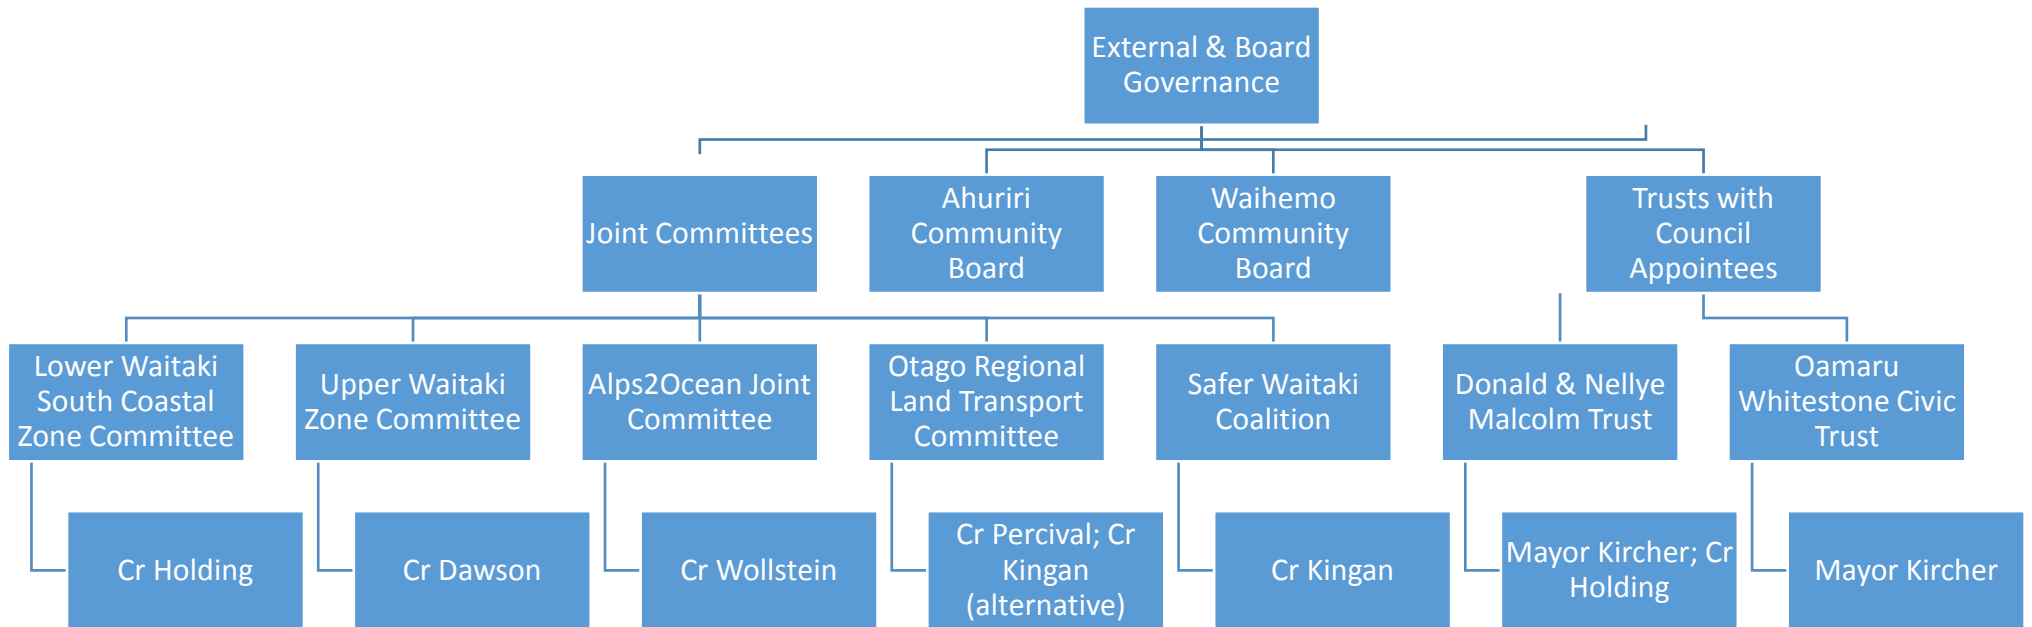 External & Board
Governance
Joint Committees
Ahuriri
Community
Board
Waihemo
Community
Board
Trusts with
Council
Appointees
Lower Waitaki
South Coastal
Zone Committee
Upper Waitaki
Zone Committee
Alps2Ocean Joint
Committee
Otago Regional
Land Transport
Committee
Safer Waitaki
Coalition
Donald & Nellye
Malcolm Trust
Oamaru
Whitestone Civic
Trust
Cr Holding
Cr Dawson
Cr Wollstein
Cr Percival; Cr
Kingan
(alternative)
Cr Kingan
Mayor Kircher; Cr
Holding
Mayor Kircher